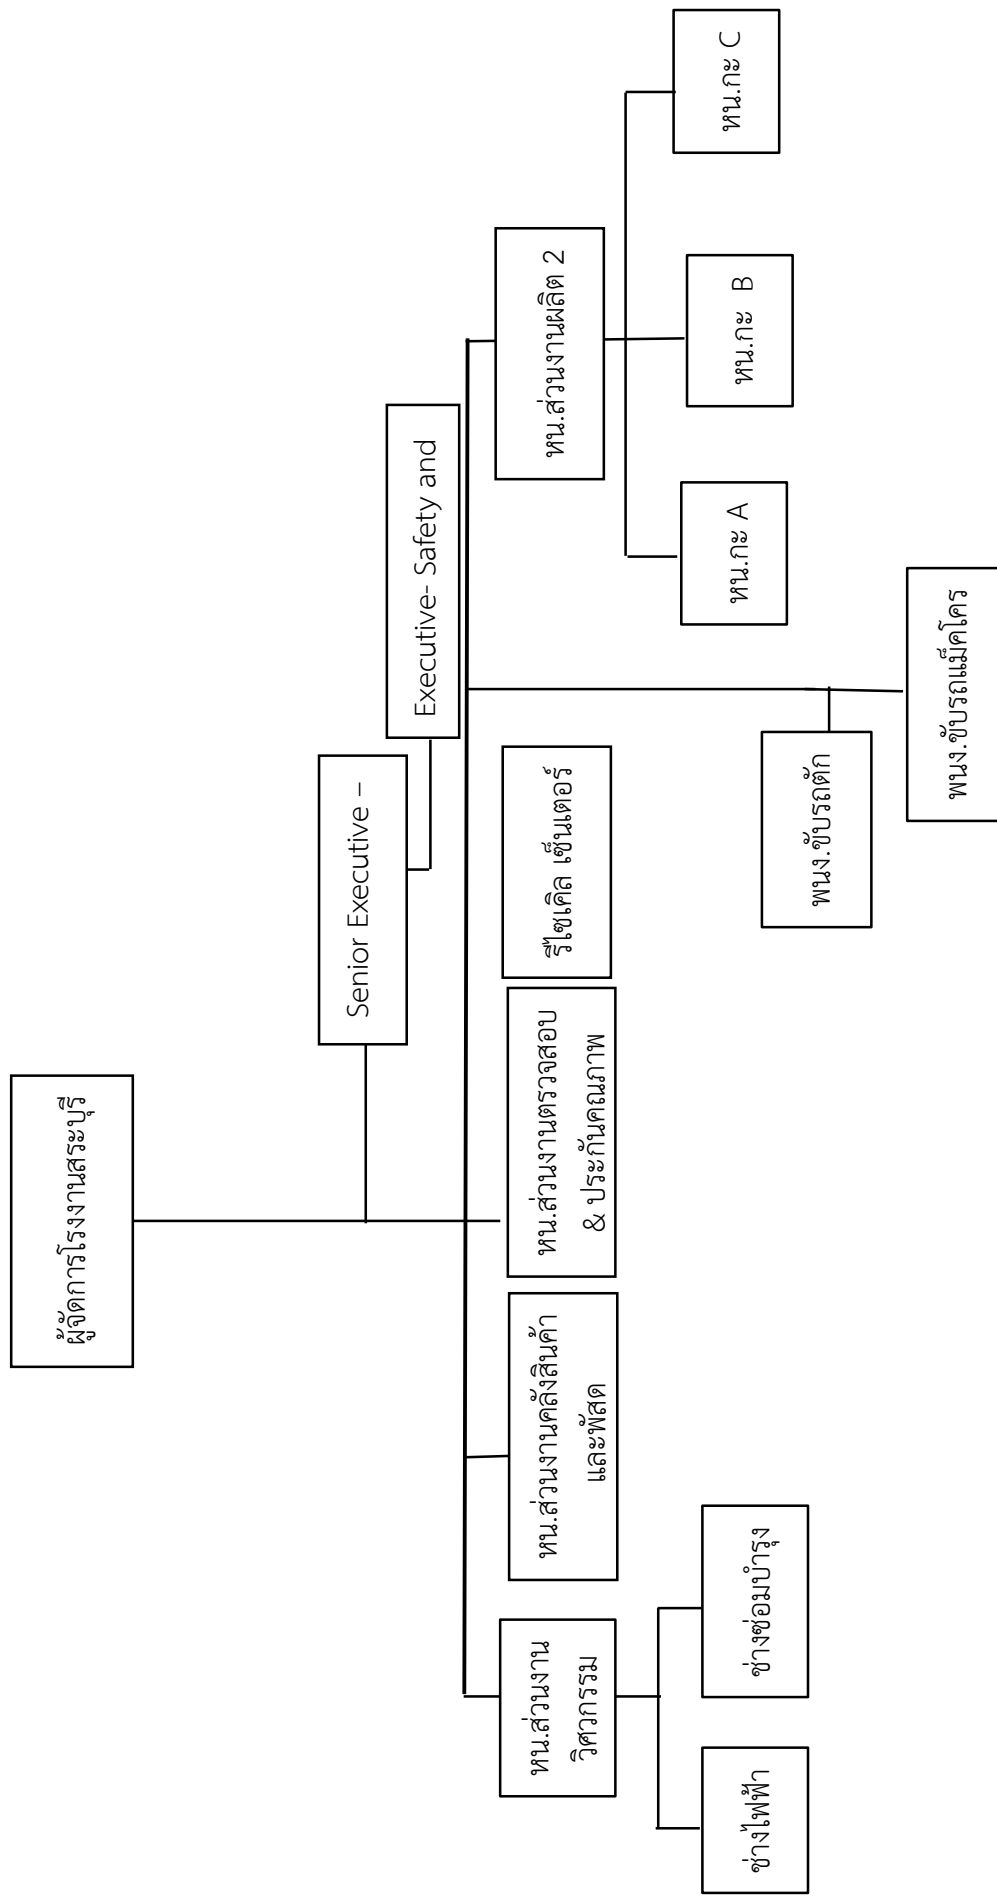 ผู้จัดการโรงงานสระบุรี
Senior Executive –
Executive- Safety and
หน.ส่วนงาน
วิศวกรรม
หน.ส่วนงานคลังสินค้า
และพัสด
หน.ส่วนงานตรวจสอบ
& ประกันคณภาพ
รีไซเคิล เซ็นเตอร์
หน.ส่วนงานผลิต 2
ช่างไฟฟ้า
ช่างซ่อมบำรุง
พนง.ขับรถตัก
พนง.ขับรถแม็คโคร
หน.กะ A
หน.กะ B
หน.กะ C